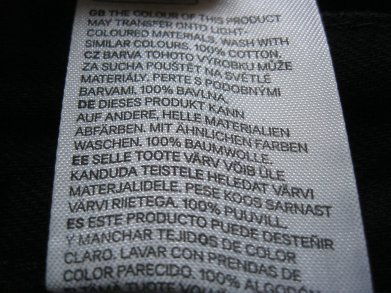 GB THE COLOUR OF THIS PRODUCT
MAY TRANSFER ONTO LIGHT-
COLOURED MATERIALS. WASH WITH
SIMILAR COLOURS. 100% COTTON.
CZ BARVA TOHOTO VÝROBKU MŮŽE
ZA SUCHA POUŠTĚT NA SVĚTLÉ
MATERIÁLY. PERTE S PODOBNÝMI
BARVAMI. 100% BAVLNA.
DE DIESES PRODUKT KANN
AUF ANDERE, HELLE MATERIALIEN
ABFÄRBEN. MIT ÄHNLICHEN FARBEN
WASCHEN. 100% BAUMWOLLE.
EE SELLE TOOTE VÄRV VÕIB ÜLE
KANDUDA TEISTELE HELEDAT VÄRVI
MATERJALIDELE. PESE KOOS SARNAST
VÄRVI RIIETEGA. 100% PUUVILL.
ES ESTE PRODUCTO PUEDE DESTEÑIR
Y MANCHAR TEJIDOS DE COLOR
CLARO. LAVAR CON PRENDAS DE
COLOR PARECIDO. 100% ALGODÓN